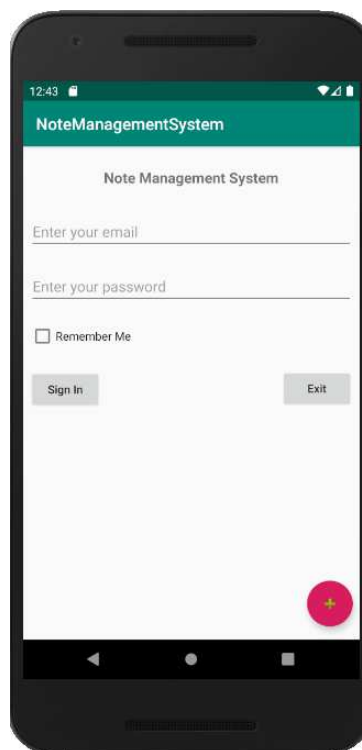 12:43
NoteManagementSystem
Note Management System
Enter your email
Enter your password
Remember Me
Sign In Exit
+